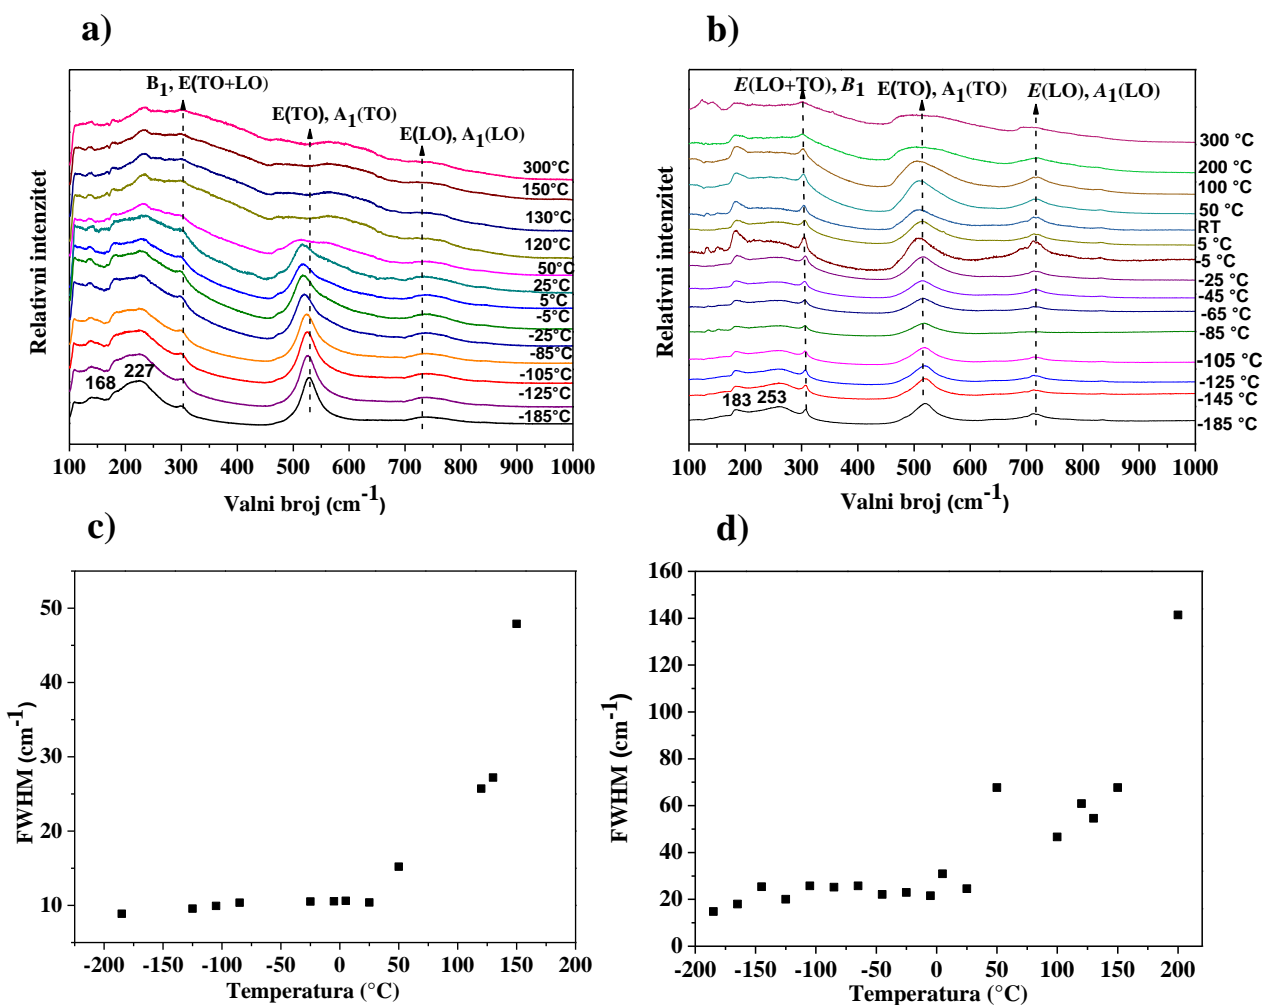 a)
B1, E(TO+LO)
E(TO), A1(TO)
E(LO), A1(LO)
300°C
150°C
130°C
120°C
50°C
25°C
5°C
-5°C
-25°C
-85°C
-105°C
-125°C
-185°C
168
227
Relativni intenzitet
100 200 300 400 500 600 700 800 900 1000
Valni broj (cm-1)
b)
E(LO+TO), B1
E(TO), A1(TO)
E(LO), A1(LO)
300 °C
200 °C
100 °C
50 °C
RT
5 °C
-5 °C
-25 °C
-45 °C
-65 °C
-85 °C
-105 °C
-125 °C
-145 °C
-185 °C
183
253
Relativni intenzitet
100 200 300 400 500 600 700 800 900 1000
Valni broj (cm-1)
c)
50
40
30
20
10
FWHM (cm-1)
-200 -150 -100 -50 0 50 100 150 200
Temperatura (°C)
d)
160
140
120
100
80
60
40
20
0
FWHM (cm-1)
-200 -150 -100 -50 0 50 100 150 200
Temperatura (°C)